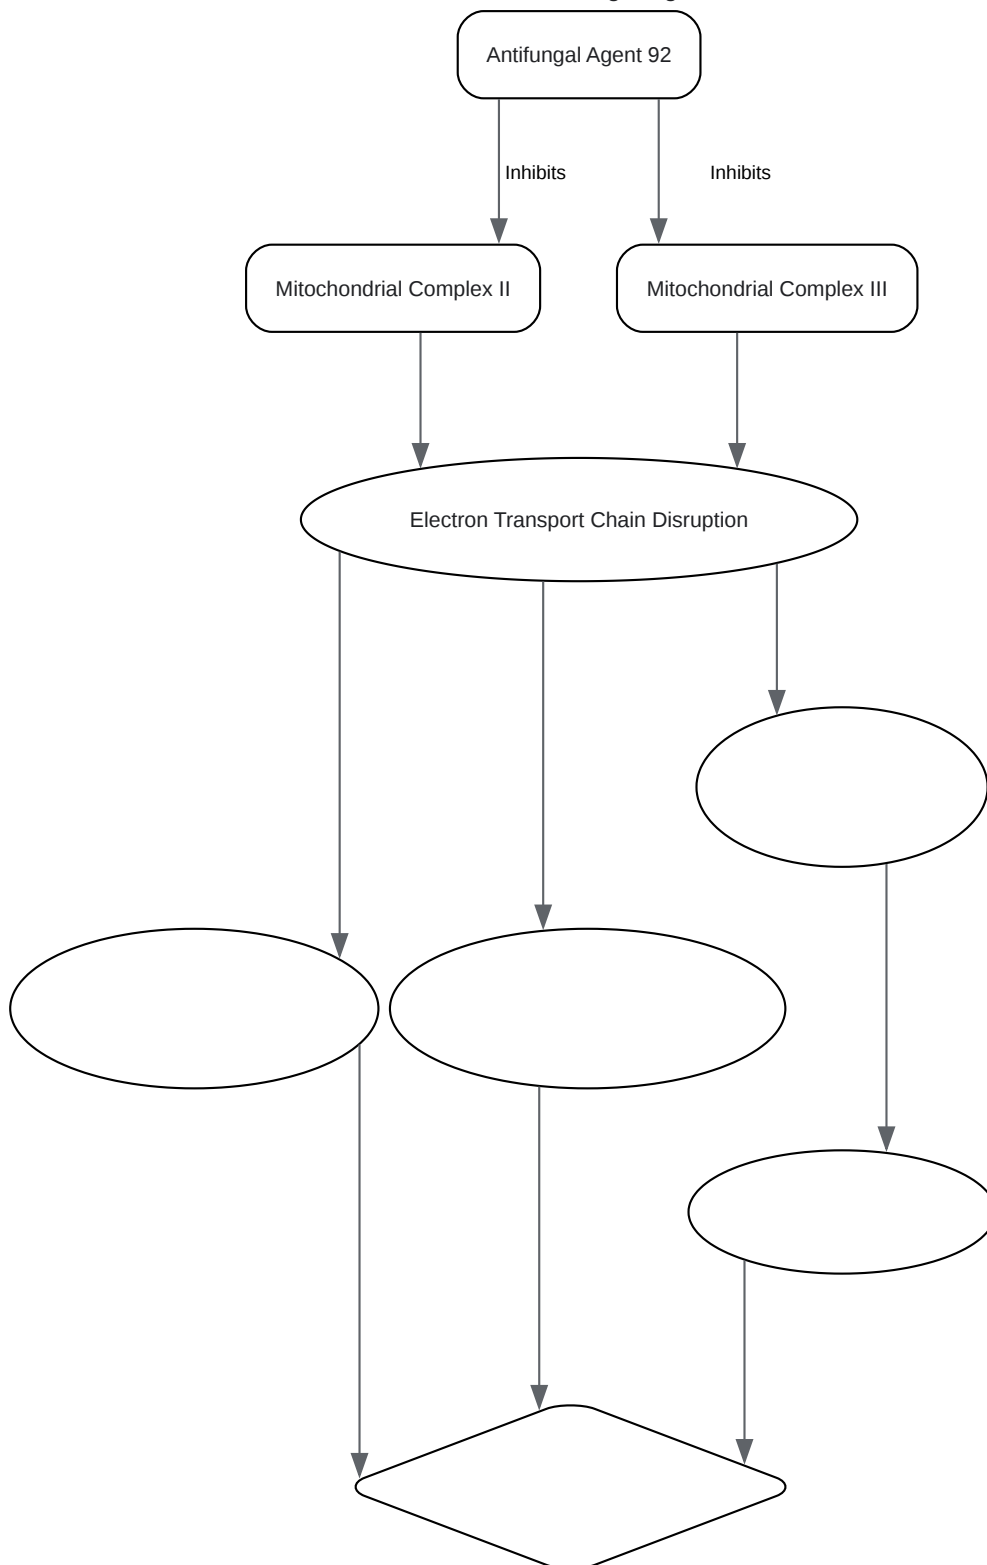 Antifungal Agent 92
Inhibits
Inhibits
Mitochondrial Complex II
Mitochondrial Complex III
Electron Transport Chain Disruption